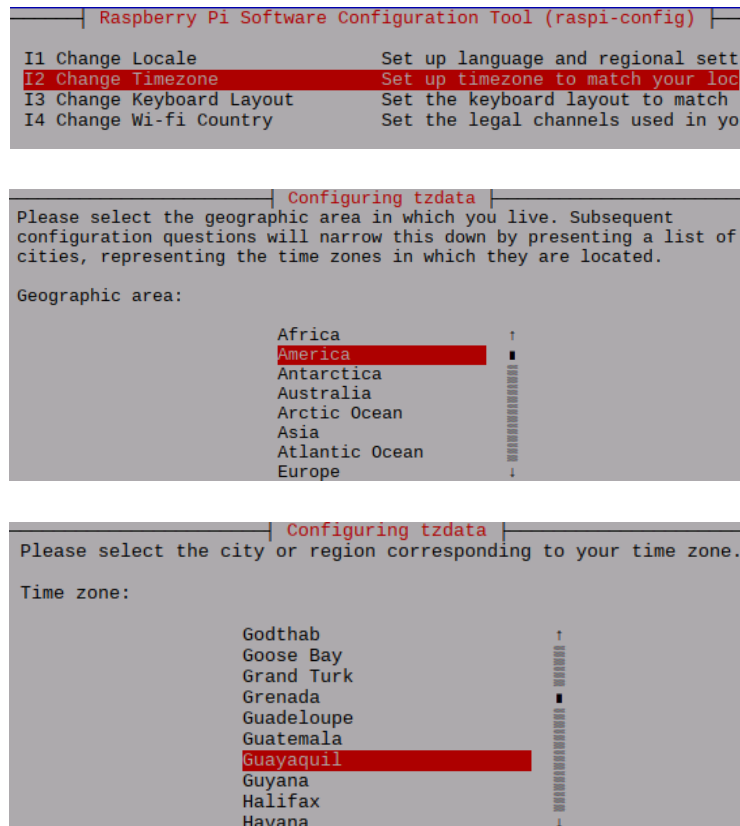 Raspberry Pi Software Configuration Tool (raspi-config)
I1 Change Locale Set up language and regional sett
I2 Change Timezone Set up timezone to match your loc
I3 Change Keyboard Layout Set the keyboard layout to match
I4 Change Wi-fi Country Set the legal channels used in yo
Configuring tzdata
Please select the geographic area in which you live. Subsequent
configuration questions will narrow this down by presenting a list of
cities, representing the time zones in which they are located.
Geographic area:
Africa
America
Antarctica
Australia
Arctic Ocean
Asia
Atlantic Ocean
Europe
Configuring tzdata
Please select the city or region corresponding to your time zone.
Time zone:
Godthab
Goose Bay
Grand Turk
Grenada
Guadeloupe
Guatemala
Guayaquil
Guyana
Halifax
Havana